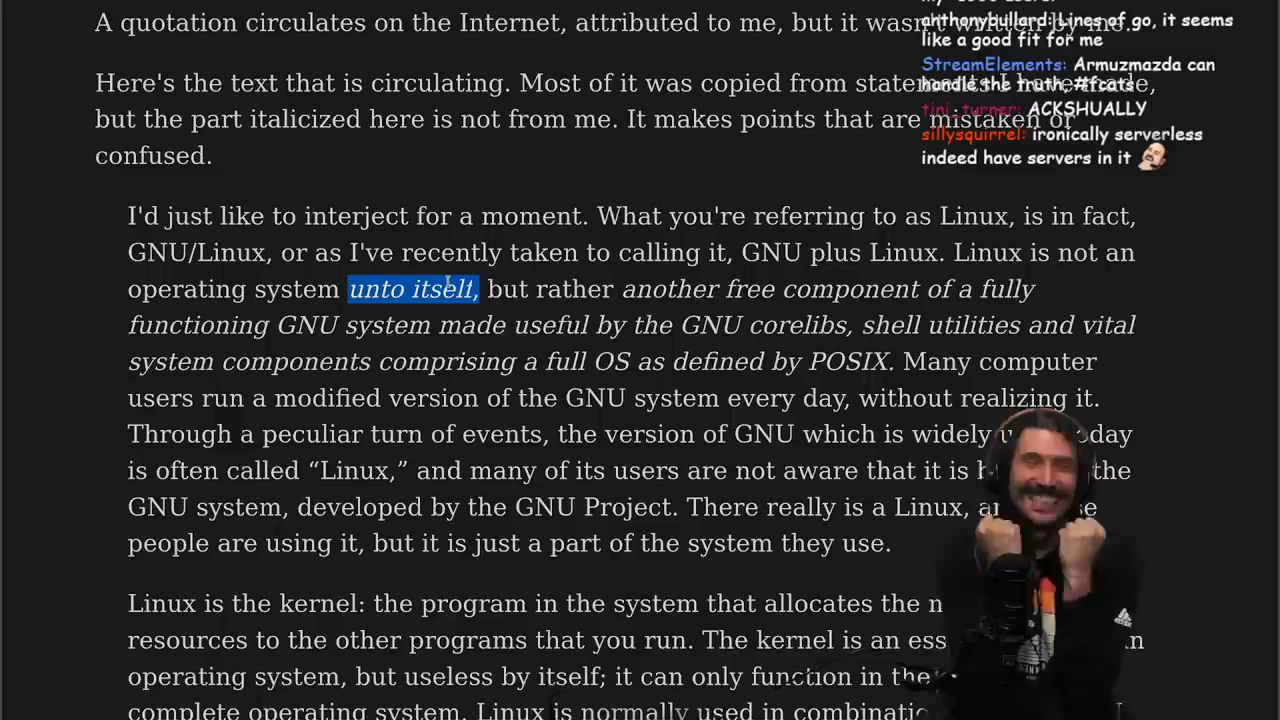 A quotation circulates on the Internet, attributed to me, but it wasn't written by me.
Here's the text that is circulating. Most of it was copied from statements I have made,
but the part italicized here is not from me. It makes points that are mistaken or
confused.
I'd just like to interject for a moment. What you're referring to as Linux, is in fact,
GNU/Linux, or as I've recently taken to calling it, GNU plus Linux. Linux is not an
operating system unto itself, but rather another free component of a fully
functioning GNU system made useful by the GNU corelibs, shell utilities and vital
system components comprising a full OS as defined by POSIX. Many computer
users run a modified version of the GNU system every day, without realizing it.
Through a peculiar turn of events, the version of GNU which is widely
is often called “Linux,” and many of its users are not aware that it is the
GNU system, developed by the GNU Project. There really is a Linux,
people are using it, but it is just a part of the system they use.
Linux is the kernel: the program in the system that allocates the
resources to the other programs that you run. The kernel is an
operating system, but useless by itself; it can only function in the
complete operating system. Linux is normally used in
anthonybullard: Lines of go, it seems
like a good fit for me
StreamElements: Armuzmazda can
handle the truth, #fcats
tini_turner: ACKSHUALLY
sillysquirrel: ironically serverless
indeed have servers in it